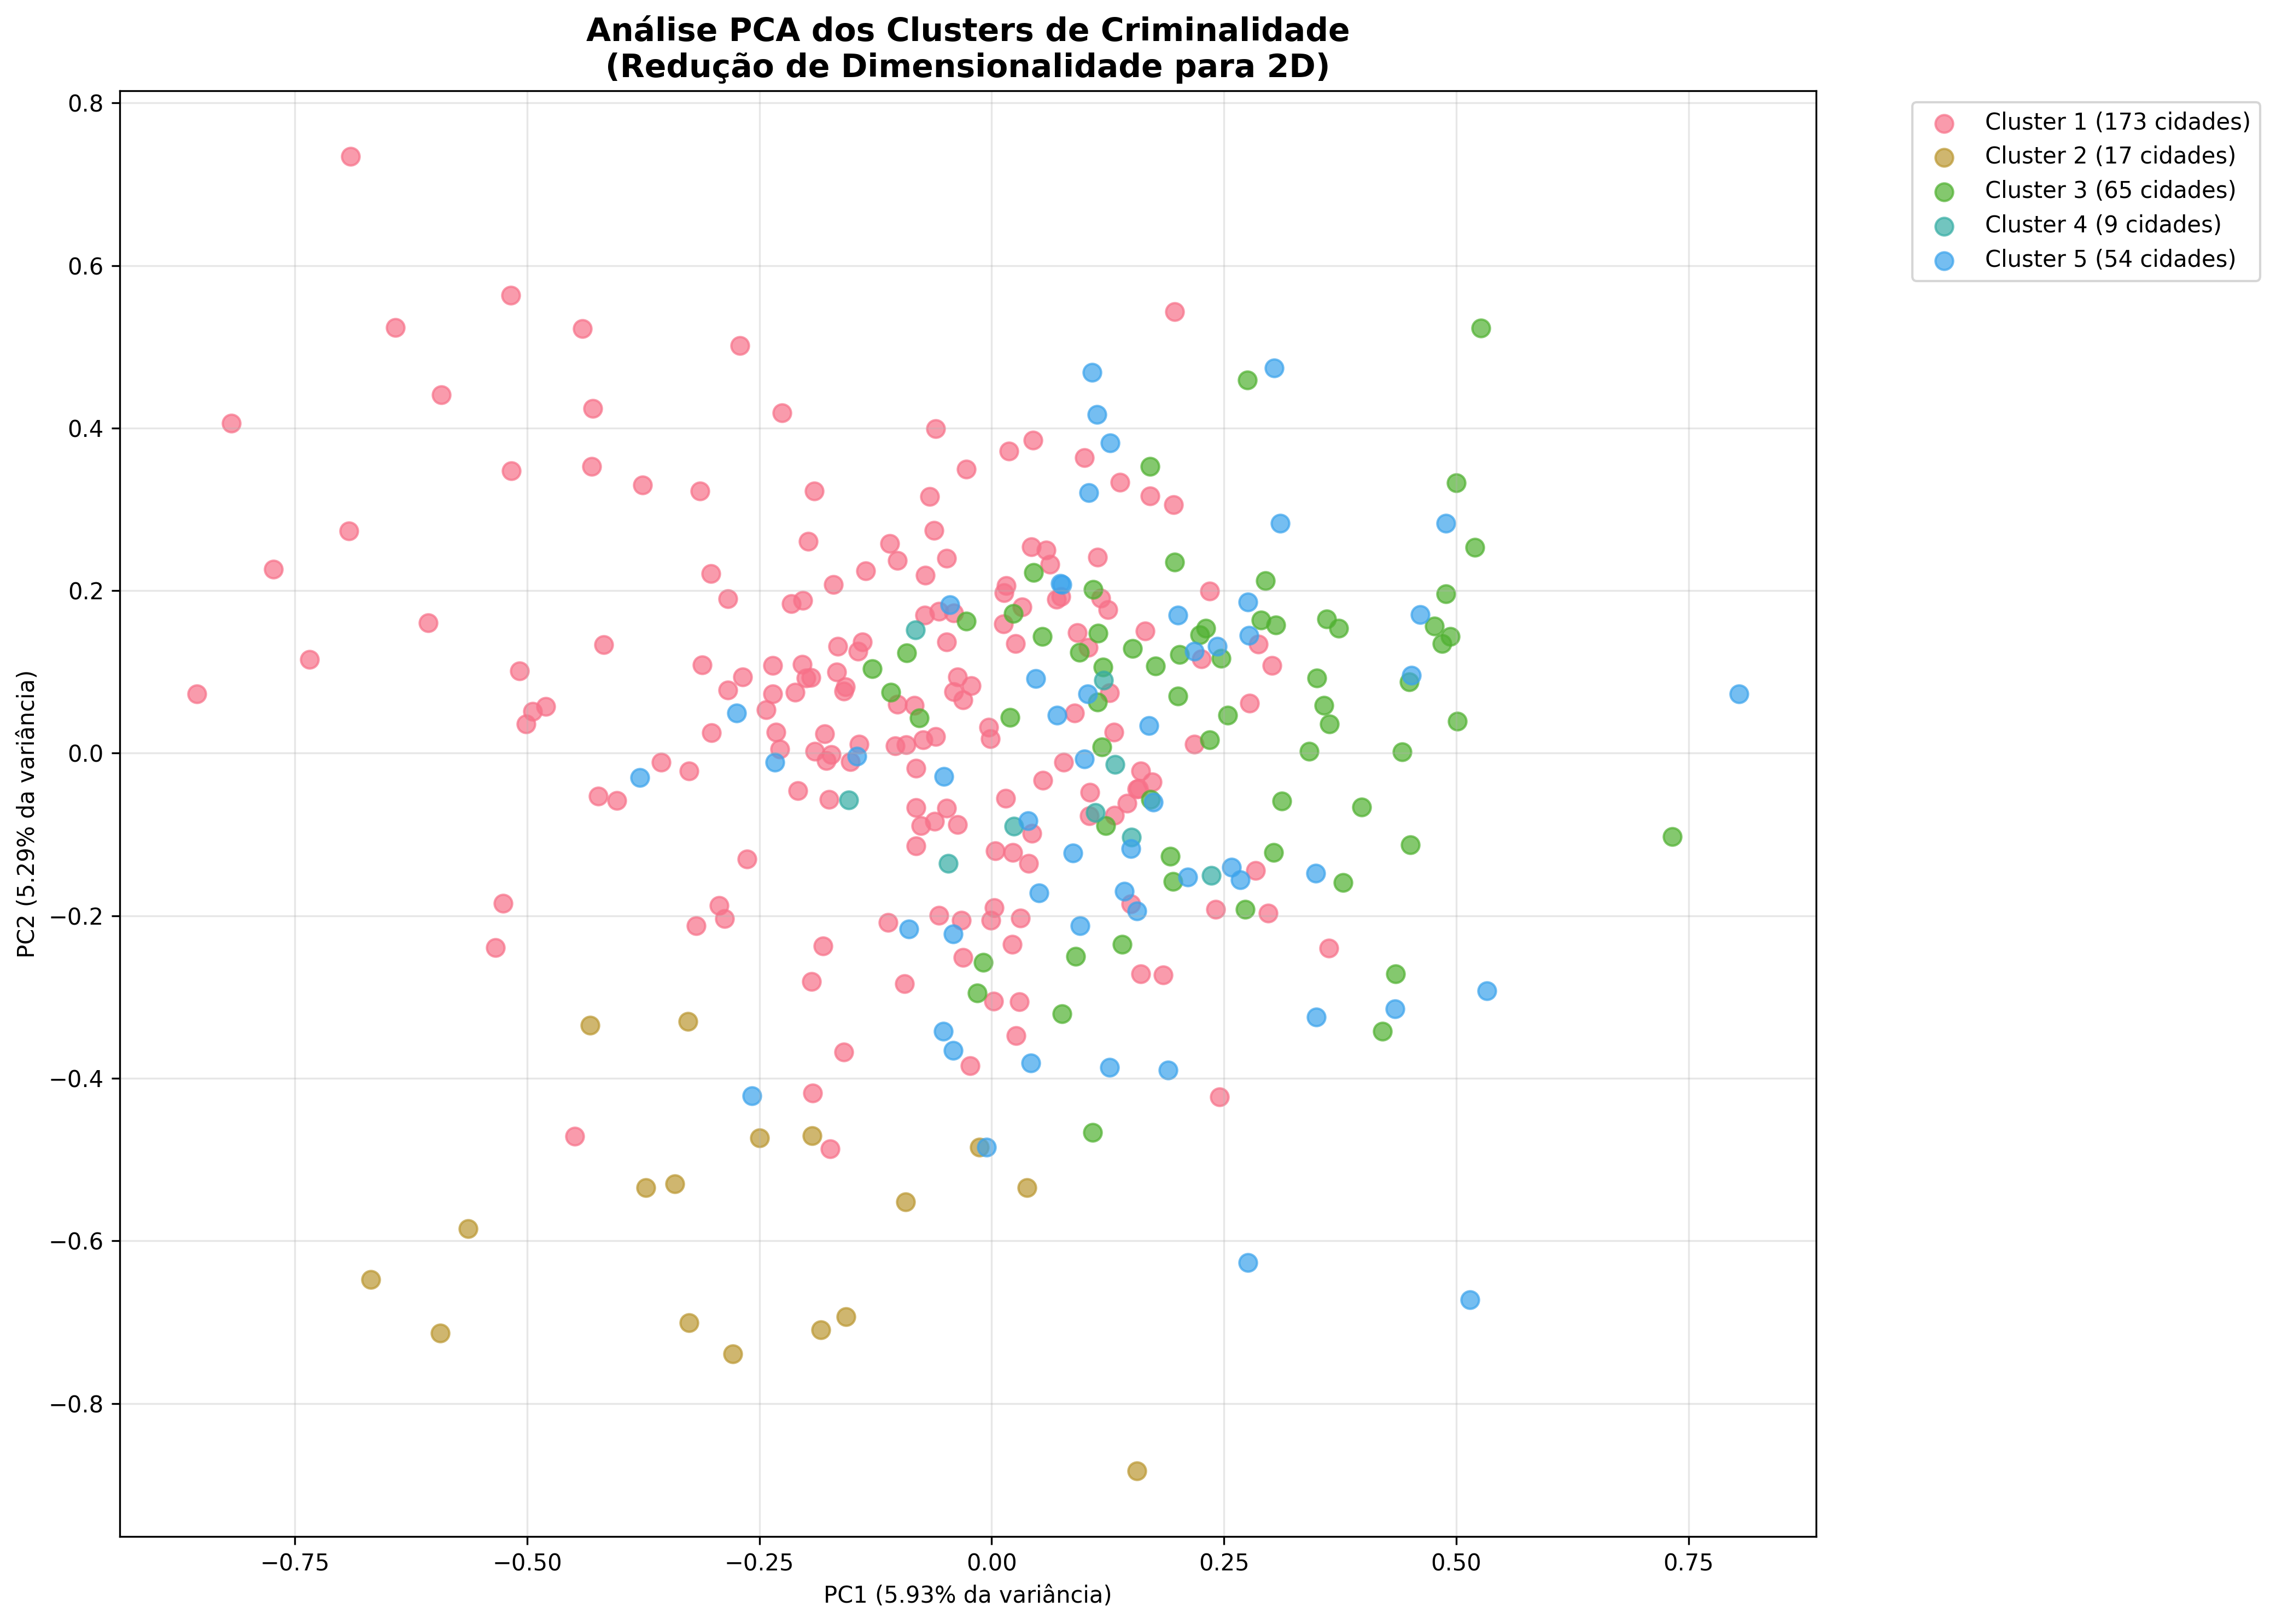 Análise PCA dos Clusters de Criminalidade
(Redução de Dimensionalidade para 2D)
Cluster 1 (173 cidades)
Cluster 2 (17 cidades)
Cluster 3 (65 cidades)
Cluster 4 (9 cidades)
Cluster 5 (54 cidades)
PC2 (5.29% da variância)
0.8
0.6
0.4
0.2
0.0
−0.2
−0.4
−0.6
−0.8
−0.75 −0.50 −0.25 0.00 0.25 0.50 0.75
PC1 (5.93% da variância)